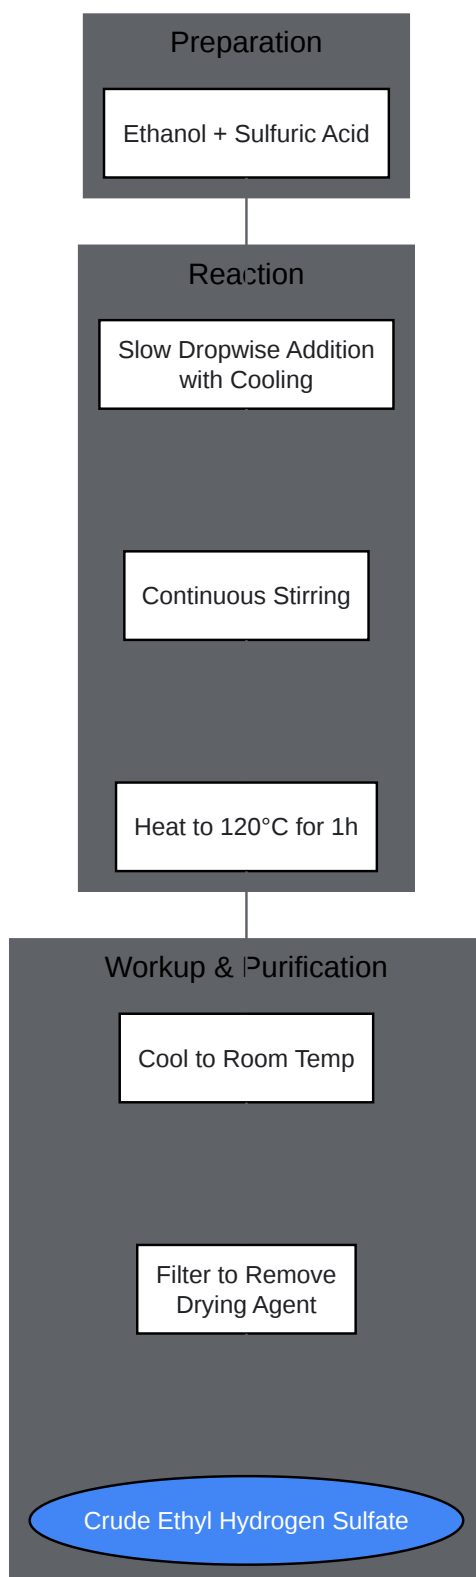 Preparation
Ethanol + Sulfuric Acid
Reaction
Slow Dropwise Addition
with Cooling
Continuous Stirring
Heat to 120°C for 1h
Workup & Purification
Cool to Room Temp
Filter to Remove
Drying Agent
Crude Ethyl Hydrogen Sulfate